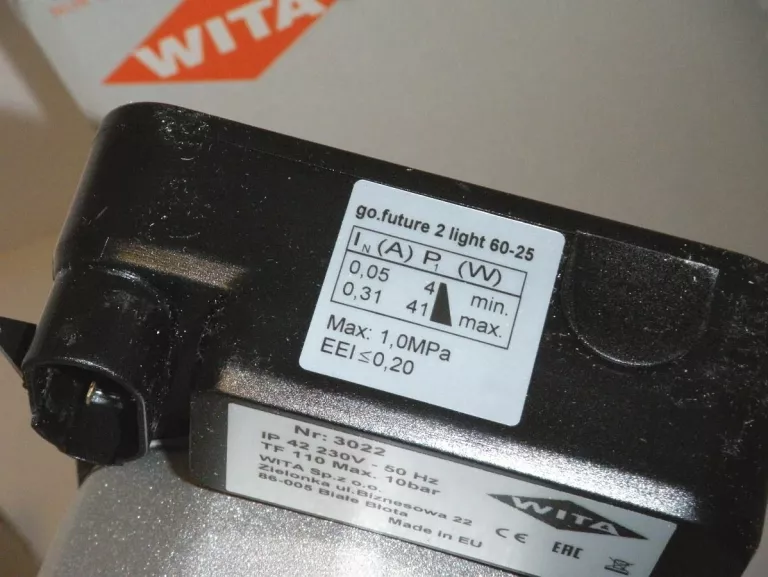 WITA
go.future 2 light 60-25
IN (A) P1 (W)
0,05 4 min.
0,31 41 max.
Max: 1,0MPa
EEI ≤0,20
Nr: 3022
IP 42 230V - 50 Hz
TF 110 Max. 10bar
WITA Sp.z o.o.
Zielonka ul.Biznesowa 22
86-005 Białe Błota
Made in EU
CE
EAC
WITA